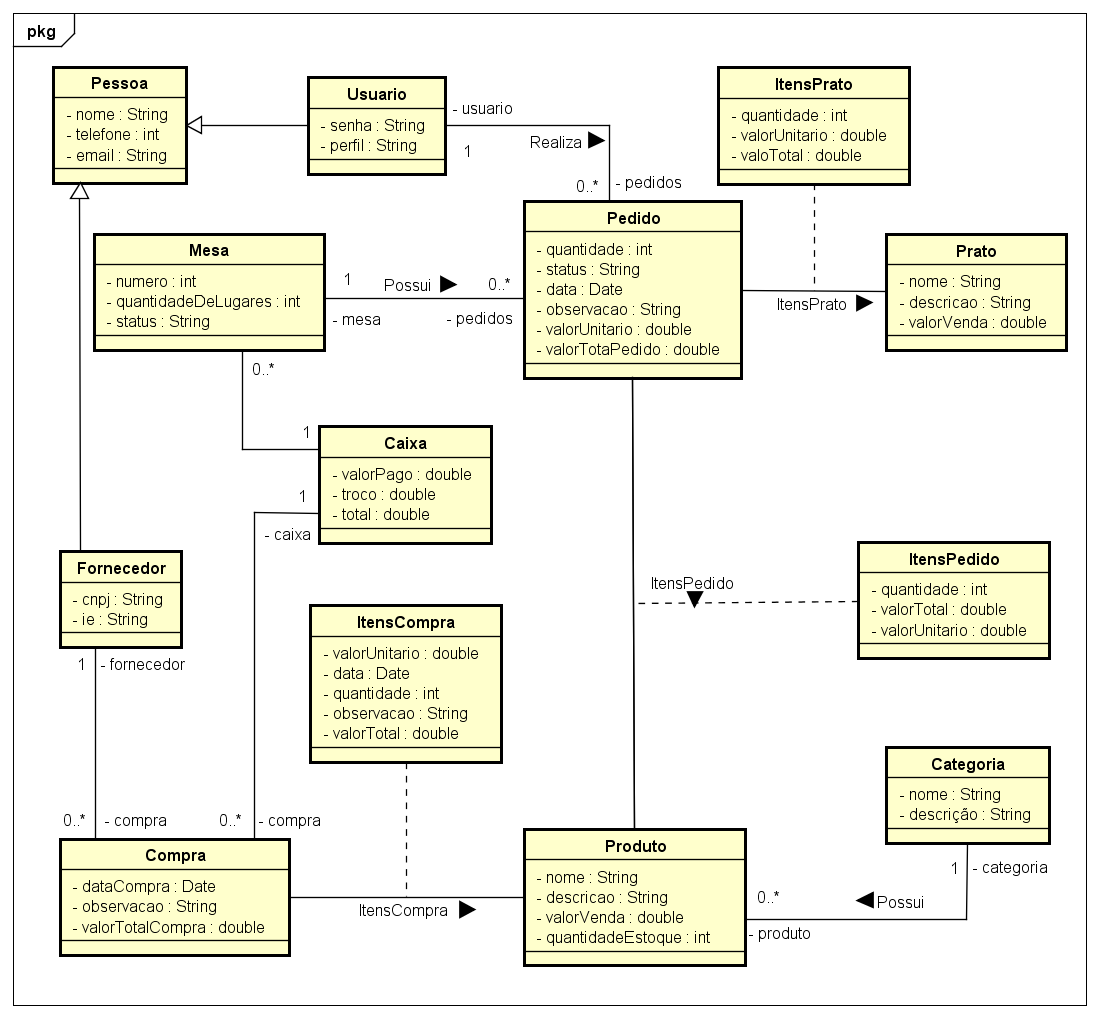 pkg
Pessoa
- nome : String
- telefone : int
- email : String
Usuario
- senha : String
- perfil : String
- usuario
1
Realiza
0..*
- pedidos
ItensPrato
- quantidade : int
- valorUnitario : double
- valoTotal : double
Mesa
- numero : int
- quantidadeDeLugares : int
- status : String
1
Possui
0..*
- mesa
- pedidos
Pedido
- quantidade : int
- status : String
- data : Date
- observacao : String
- valorUnitario : double
- valorTotaPedido : double
ItensPrato
Prato
- nome : String
- descricao : String
- valorVenda : double
0..*
1
Caixa
- valorPago : double
- troco : double
- total : double
1
- caixa
Fornecedor
- cnpj : String
- ie : String
1
- fornecedor
ItensPedido
ItensPedido
- quantidade : int
- valorTotal : double
- valorUnitario : double
ItensCompra
- valorUnitario : double
- data : Date
- quantidade : int
- observacao : String
- valorTotal : double
Categoria
- nome : String
- descrição : String
0..*
- compra
0..*
- compra
Compra
- dataCompra : Date
- observacao : String
- valorTotalCompra : double
ItensCompra
Produto
- nome : String
- descricao : String
- valorVenda : double
- quantidadeEstoque : int
1
- categoria
0..*
Possui
- produto